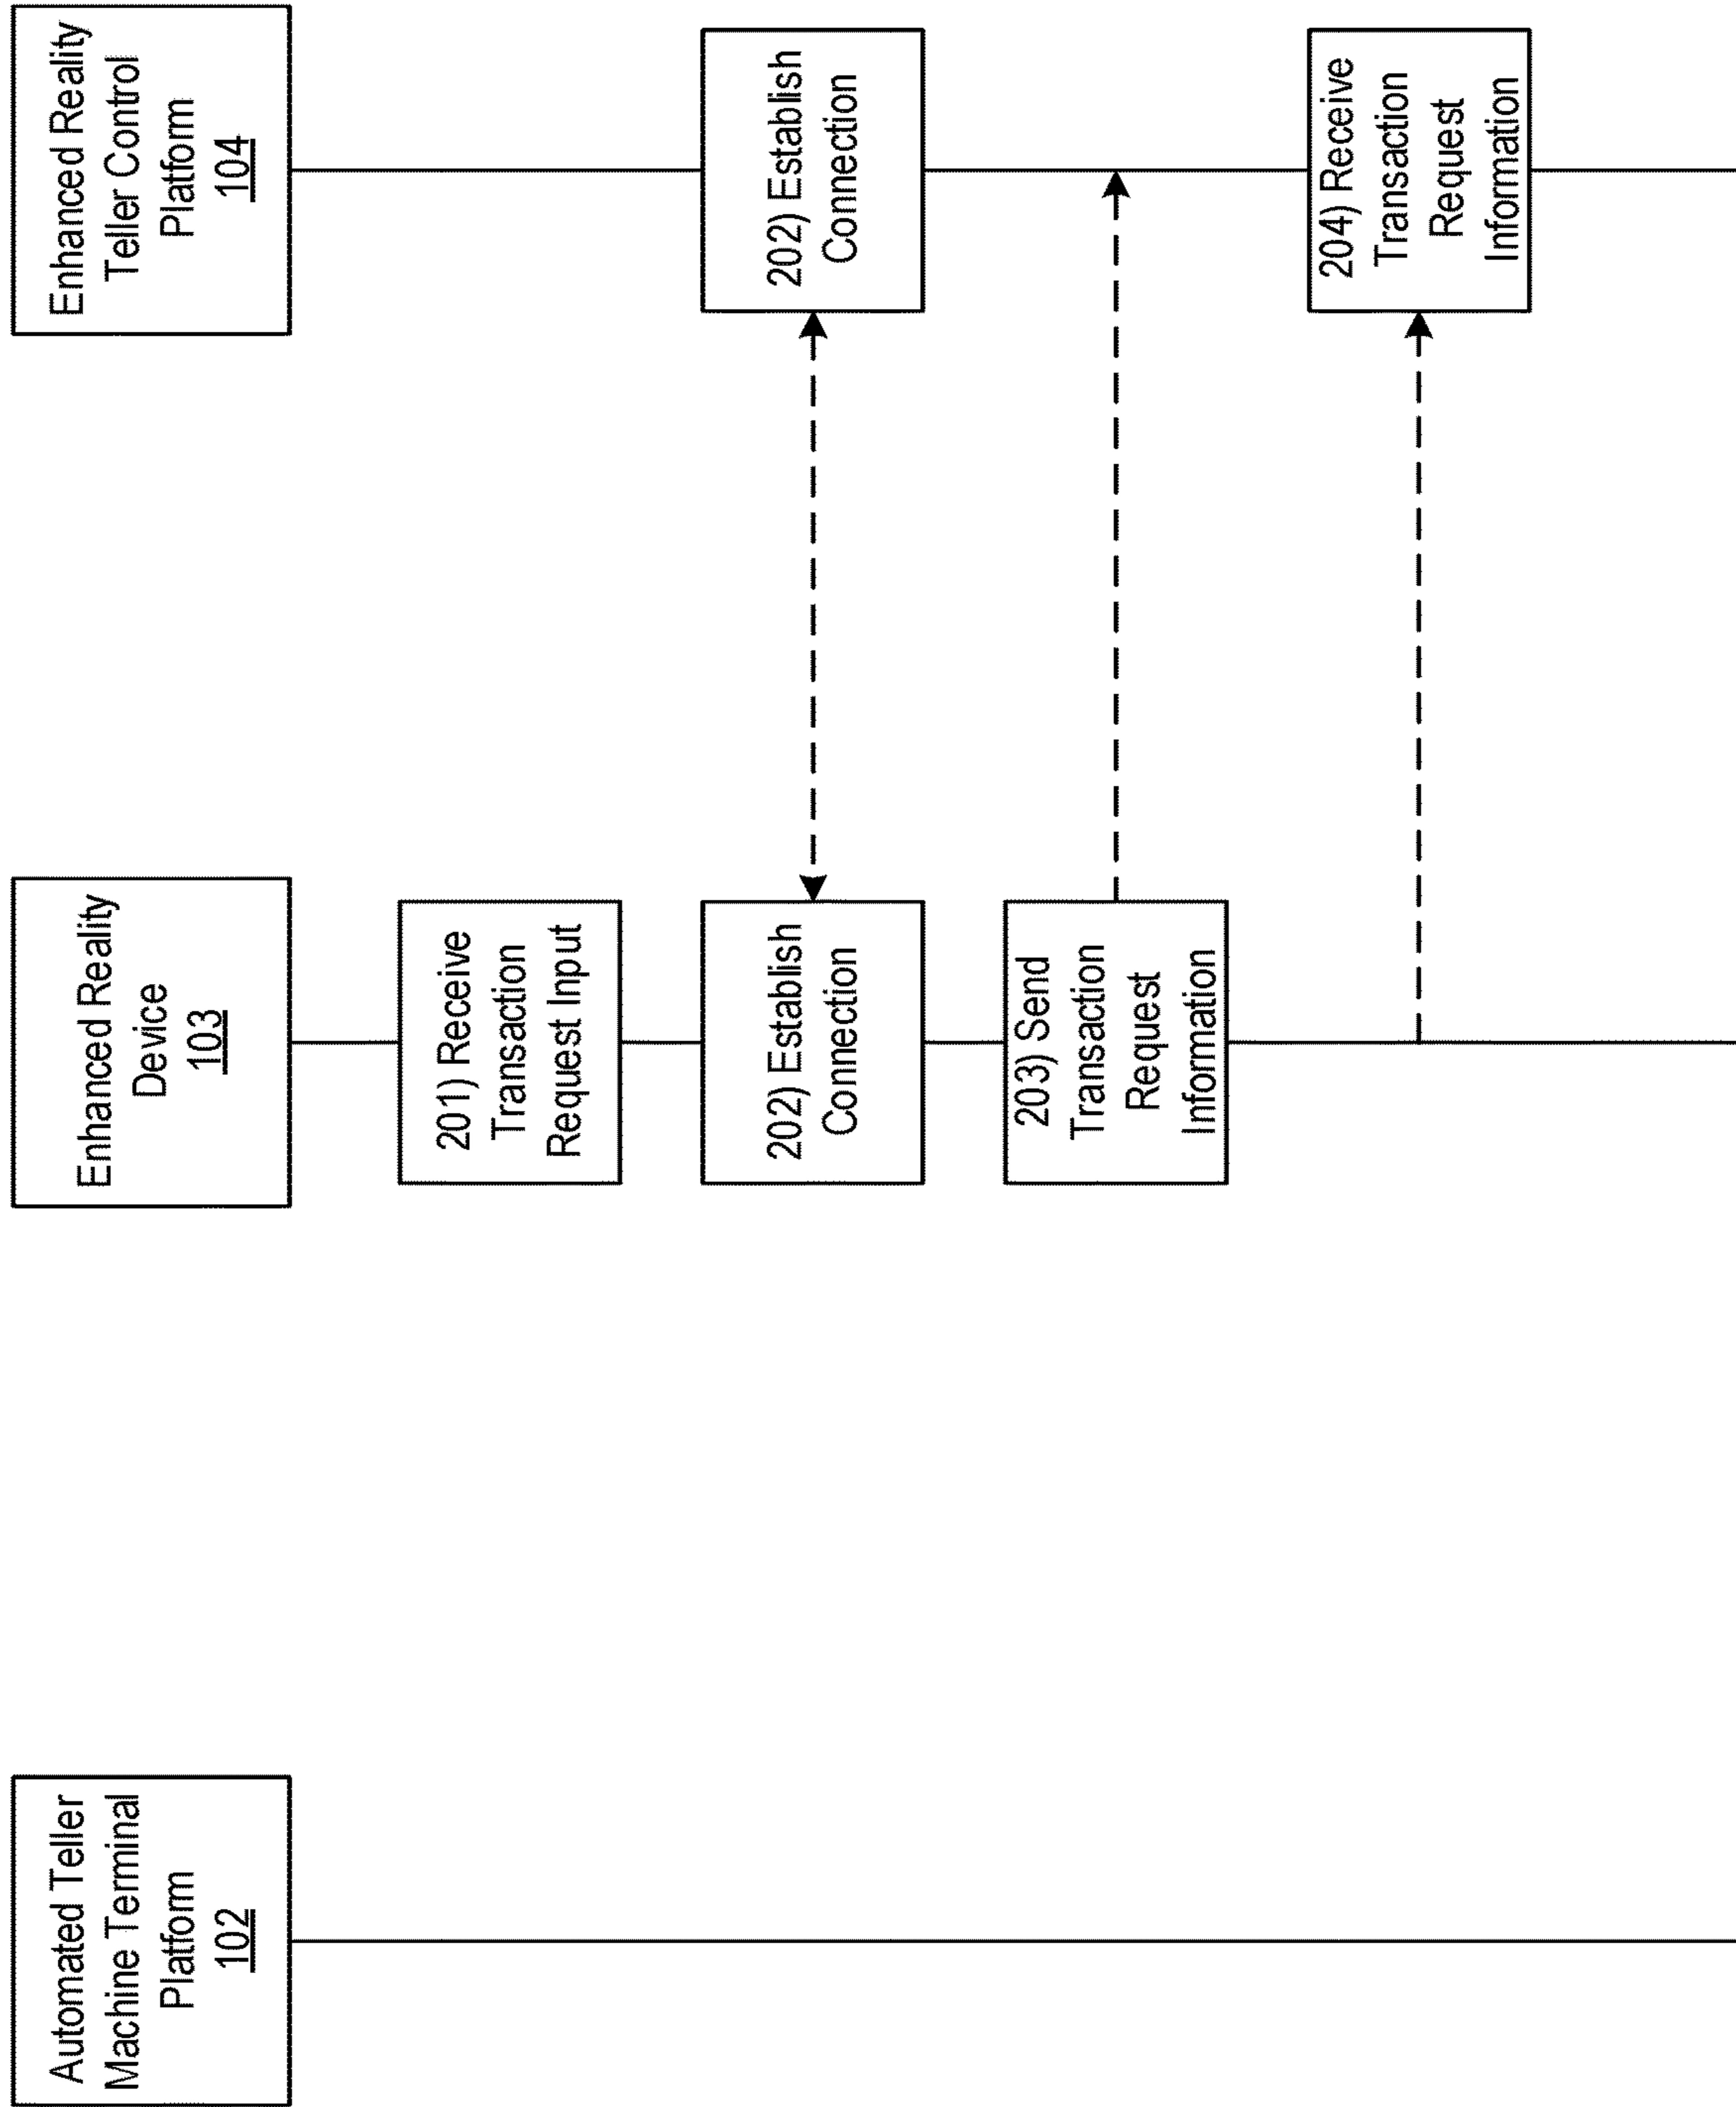 Automated Teller
Machine Terminal
Platform
102
Enhanced Reality
Device
103
Enhanced Reality
Teller Control
Platform
104
201) Receive
Transaction
Request Input
202) Establish
Connection
202) Establish
Connection
203) Send
Transaction
Request
Information
204) Receive
Transaction
Request
Information